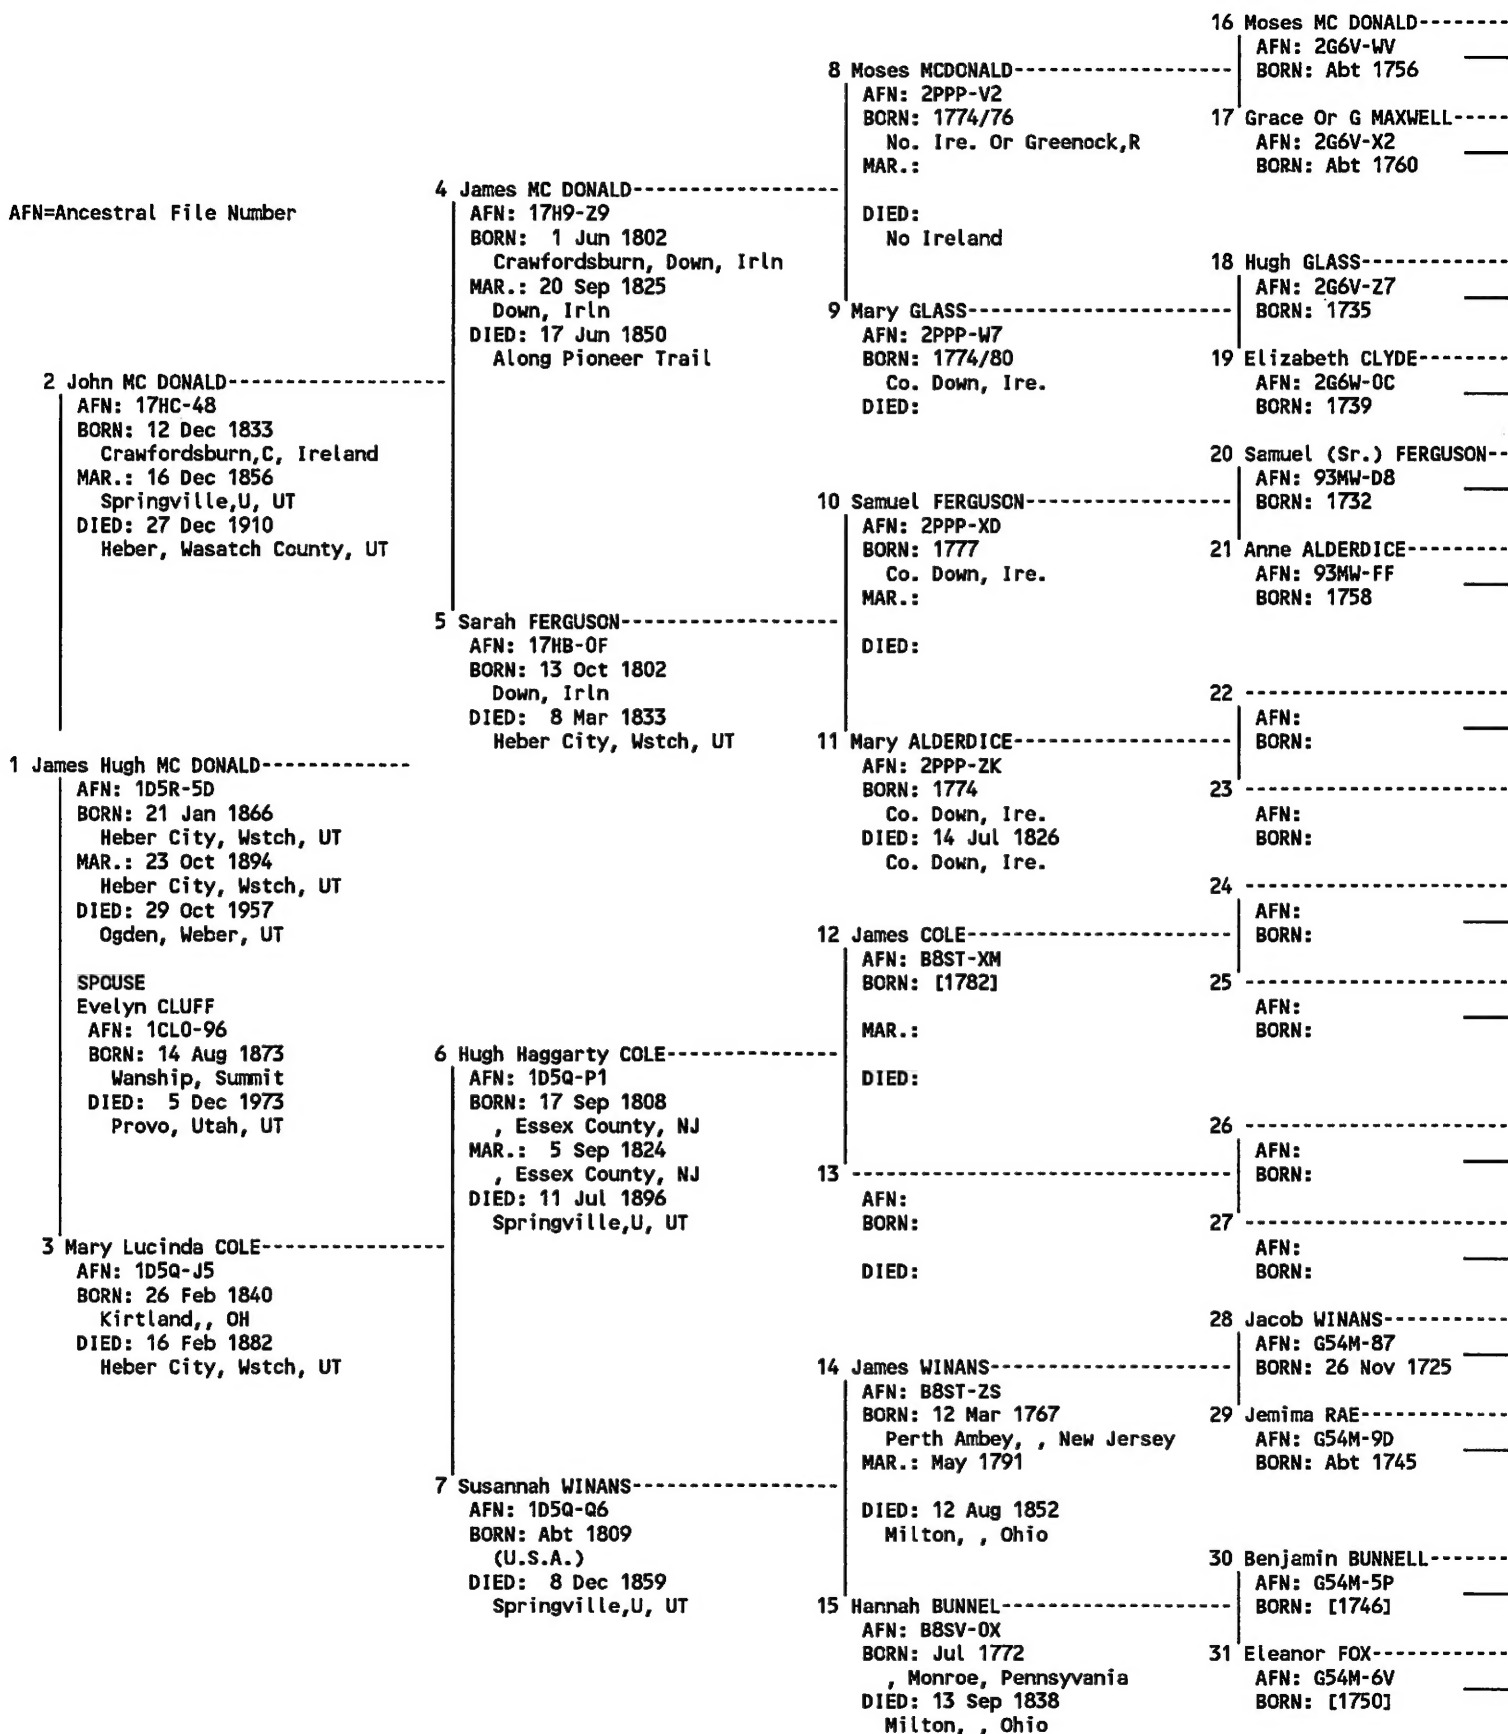 AFN=Ancestral File Number
1 James Hugh MC DONALD
AFN: 1D5R-5D
BORN: 21 Jan 1866
Heber City, Wstch, UT
MAR.: 23 Oct 1894
Heber City, Wstch, UT
DIED: 29 Oct 1957
Ogden, Weber, UT
SPOUSE
Evelyn CLUFF
AFN: 1CL0-96
BORN: 14 Aug 1873
Wanship, Summit
DIED: 5 Dec 1973
Provo, Utah, UT
2 John MC DONALD
AFN: 17HC-48
BORN: 12 Dec 1833
Crawfordsburn,C, Ireland
MAR.: 16 Dec 1856
Springville,U, UT
DIED: 27 Dec 1910
Heber, Wasatch County, UT
3 Mary Lucinda COLE
AFN: 1D5Q-J5
BORN: 26 Feb 1840
Kirtland,, OH
DIED: 16 Feb 1882
Heber City, Wstch, UT
4 James MC DONALD
AFN: 17H9-Z9
BORN: 1 Jun 1802
Crawfordsburn, Down, Irln
MAR.: 20 Sep 1825
Down, Irln
DIED: 17 Jun 1850
Along Pioneer Trail
5 Sarah FERGUSON
AFN: 17HB-0F
BORN: 13 Oct 1802
Down, Irln
DIED: 8 Mar 1833
Heber City, Wstch, UT
6 Hugh Haggarty COLE
AFN: 1D5Q-P1
BORN: 17 Sep 1808
, Essex County, NJ
MAR.: 5 Sep 1824
, Essex County, NJ
DIED: 11 Jul 1896
Springville,U, UT
7 Susannah WINANS
AFN: 1D5Q-Q6
BORN: Abt 1809
(U.S.A.)
DIED: 8 Dec 1859
Springville,U, UT
8 Moses MCDONALD
AFN: 2PPP-V2
BORN: 1774/76
No. Ire. Or Greenock,R
MAR.:
DIED:
No Ireland
9 Mary GLASS
AFN: 2PPP-W7
BORN: 1774/80
Co. Down, Ire.
DIED:
10 Samuel FERGUSON
AFN: 2PPP-XD
BORN: 1777
Co. Down, Ire.
MAR.:
DIED:
11 Mary ALDERDICE
AFN: 2PPP-ZK
BORN: 1774
Co. Down, Ire.
DIED: 14 Jul 1826
Co. Down, Ire.
12 James COLE
AFN: B8ST-XM
BORN: [1782]
MAR.:
DIED:
13
AFN:
BORN:
DIED:
14 James WINANS
AFN: B8ST-ZS
BORN: 12 Mar 1767
Perth Ambey, , New Jersey
MAR.: May 1791
DIED: 12 Aug 1852
Milton, , Ohio
15 Hannah BUNNEL
AFN: B8SV-0X
BORN: Jul 1772
, Monroe, Pennsyvania
DIED: 13 Sep 1838
Milton, , Ohio
16 Moses MC DONALD
AFN: 2G6V-WV
BORN: Abt 1756
17 Grace Or G MAXWELL
AFN: 2G6V-X2
BORN: Abt 1760
18 Hugh GLASS
AFN: 2G6V-Z7
BORN: 1735
19 Elizabeth CLYDE
AFN: 2G6W-0C
BORN: 1739
20 Samuel (Sr.) FERGUSON
AFN: 93MW-D8
BORN: 1732
21 Anne ALDERDICE
AFN: 93MW-FF
BORN: 1758
22
AFN:
BORN:
23
AFN:
BORN:
24
AFN:
BORN:
25
AFN:
BORN:
26
AFN:
BORN:
27
AFN:
BORN:
28 Jacob WINANS
AFN: G54M-87
BORN: 26 Nov 1725
29 Jemima RAE
AFN: G54M-9D
BORN: Abt 1745
30 Benjamin BUNNELL
AFN: G54M-5P
BORN: [1746]
31 Eleanor FOX
AFN: G54M-6V
BORN: [1750]